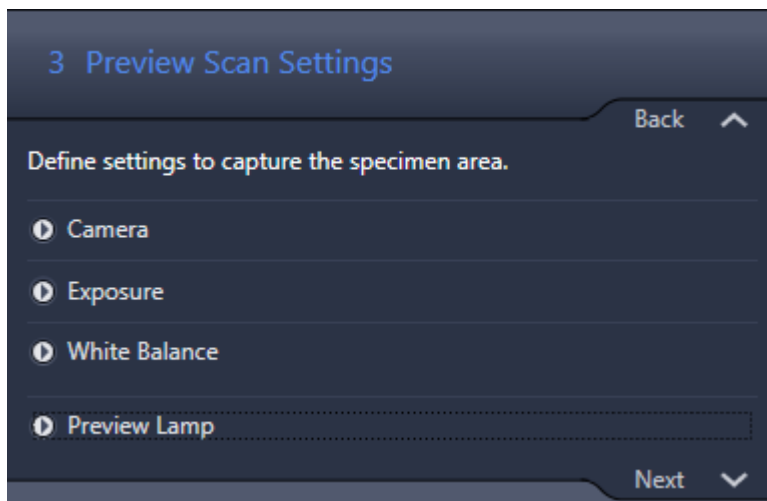 3 Preview Scan Settings
Back
Define settings to capture the specimen area.
Camera
Exposure
White Balance
Preview Lamp
Next